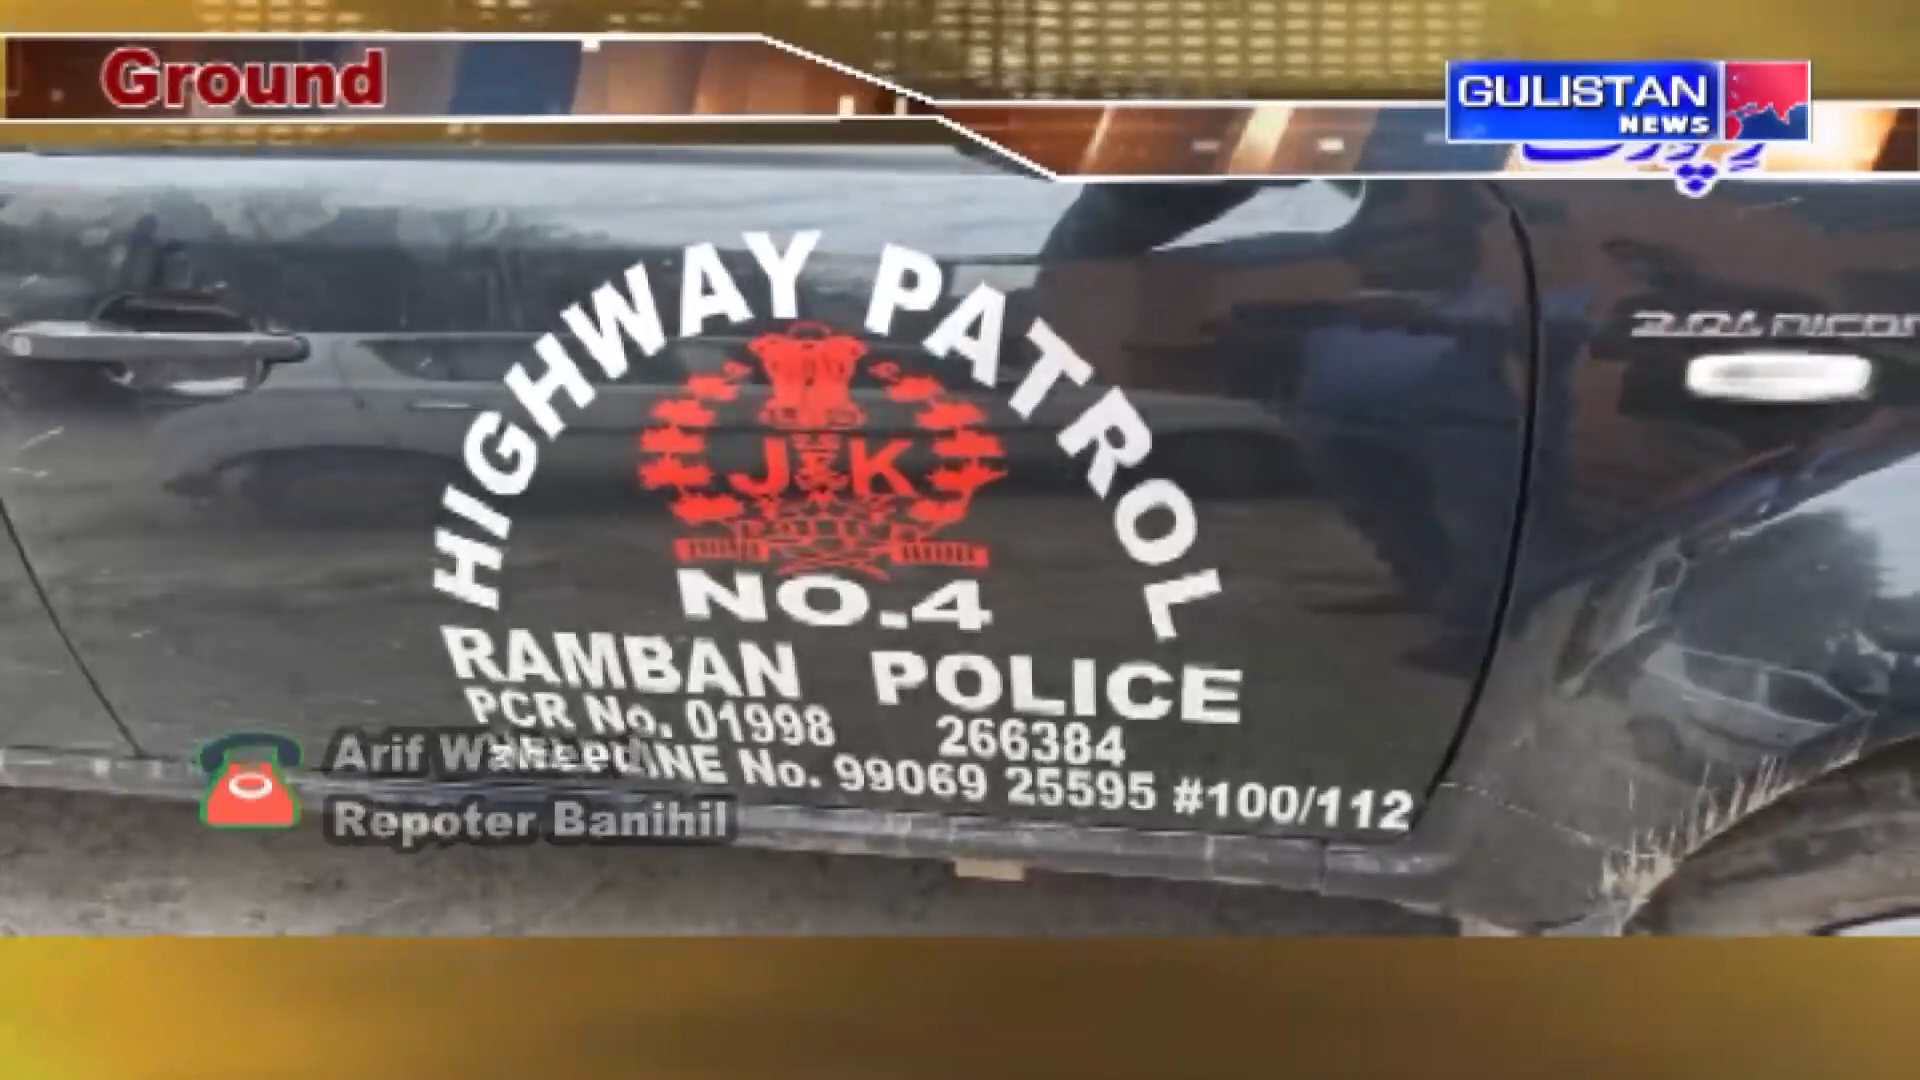 Ground
GULISTAN
NEWS
HIGHWAY PATROL
J K
NO.4
RAMBAN POLICE
PCR No. 01998 266384
No. 99069 25595 #100/112
Arif
Repoter Banihil